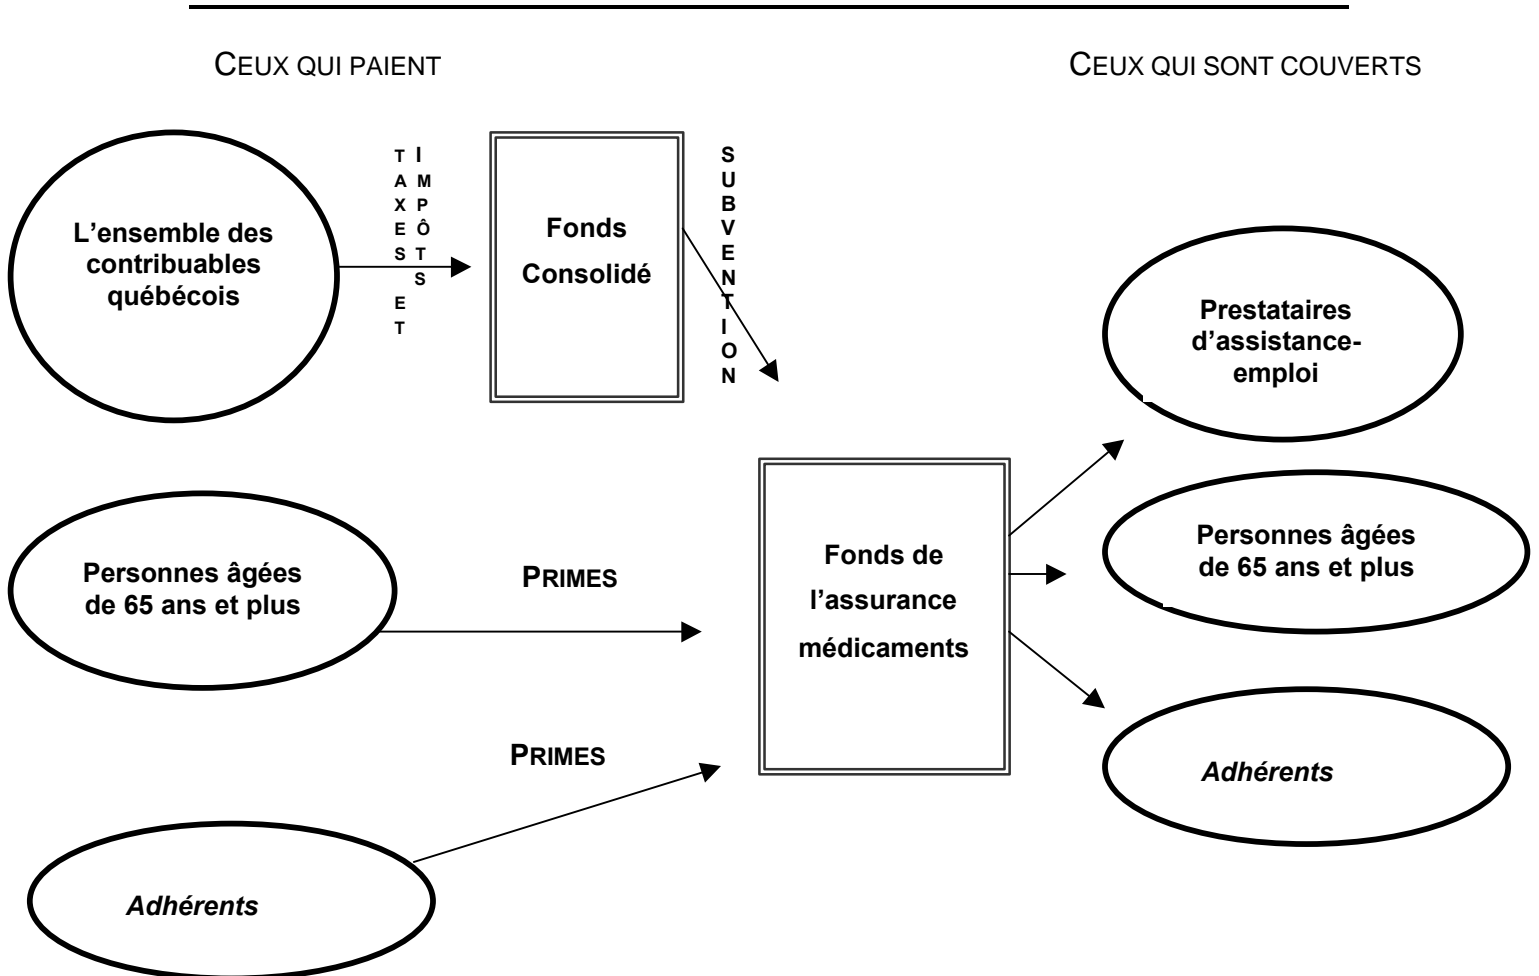 CEUX QUI PAIENT
CEUX QUI SONT COUVERTS
L’ensemble des
contribuables
québécois
TAXES ET
IMPÔTS
Fonds
Consolidé
SUBVENTION
Prestataires
d’assistance-
emploi
Personnes âgées
de 65 ans et plus
PRIMES
Fonds de
l’assurance
médicaments
Personnes âgées
de 65 ans et plus
PRIMES
Adhérents
Adhérents